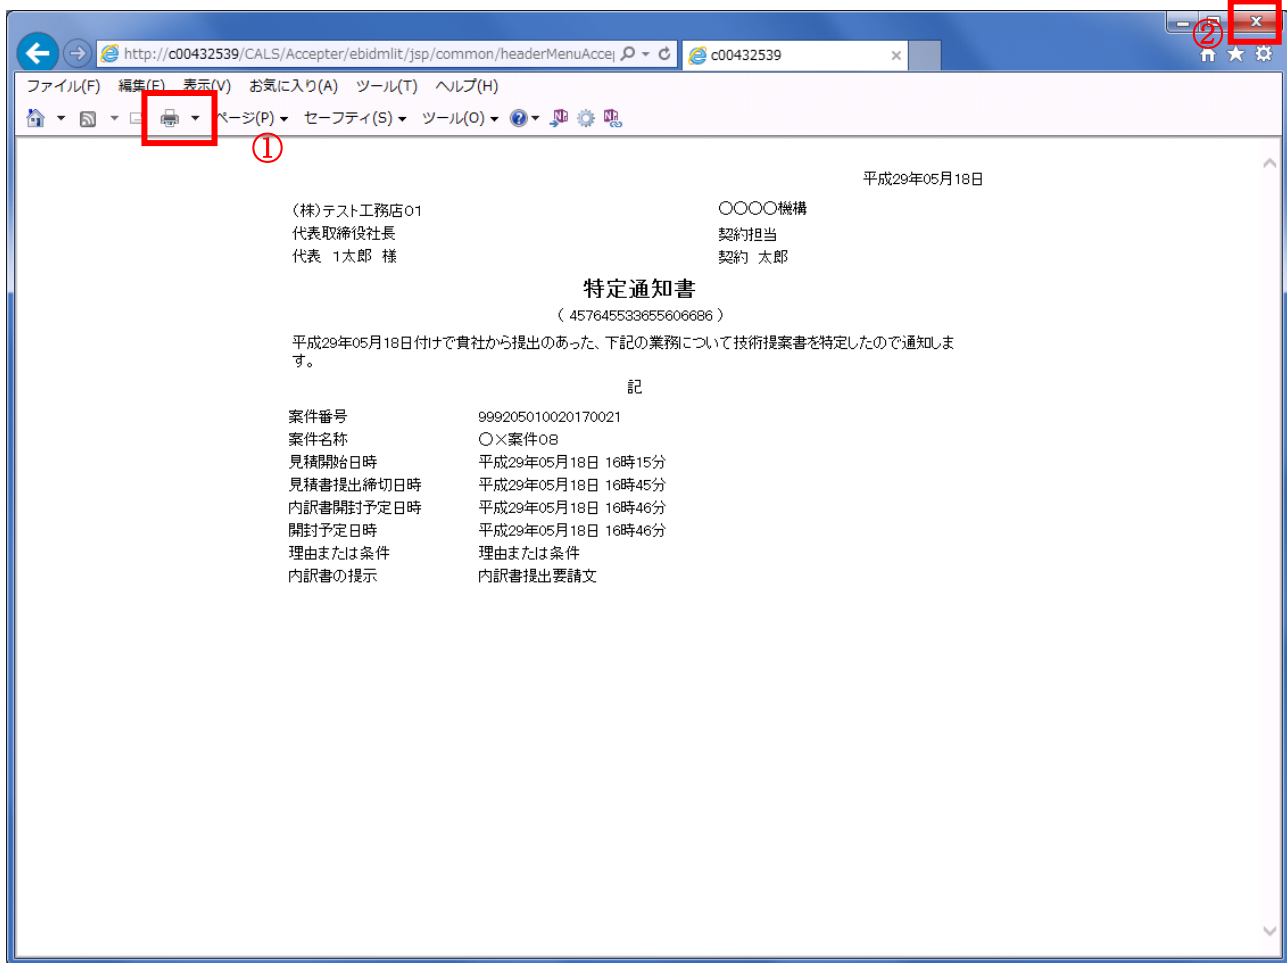 ②
http://c00432539/CALS/Accepter/ebidmlit/jsp/common/headerMenuAccep
c00432539
ファイル(F) 編集(E) 表示(V) お気に入り(A) ツール(T) ヘルプ(H)
ページ(P) セーフティ(S) ツール(O)
①
平成29年05月18日
(株)テスト工務店01
〇〇〇〇機構
代表取締役社長
契約担当
代表 1太郎 様
契約 太郎
特定通知書
( 457645533655606686 )
平成29年05月18日付けで貴社から提出のあった、下記の業務について技術提案書を特定したので通知しま
す。
記
案件番号 999205010020170021
案件名称 〇×案件08
見積開始日時 平成29年05月18日 16時15分
見積書提出締切日時 平成29年05月18日 16時45分
内訳書開封予定日時 平成29年05月18日 16時46分
開封予定日時 平成29年05月18日 16時46分
理由または条件 理由または条件
内訳書の提示 内訳書提出要請文